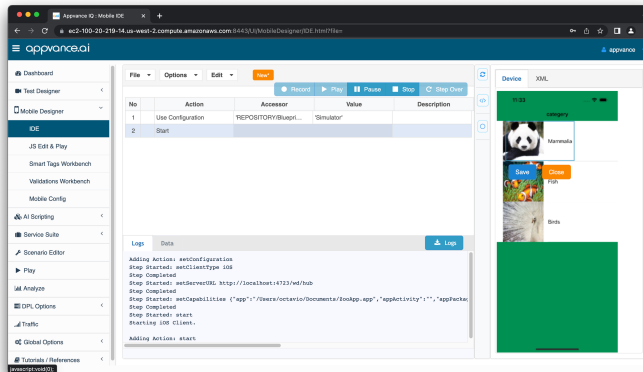 Appvance IQ : Mobile IDE
ec2-100-20-219-14.us-west-2.compute.amazonaws.com:8443/UI/MobileDesigner/IDE.html?file=
appvance.ai
appvance
Dashboard
Test Designer
Mobile Designer
IDE
JS Edit & Play
Smart Tags Workbench
Validations Workbench
Mobile Config
AI Scripting
Service Suite
Scenario Editor
Play
Analyze
DPL Options
Traffic
Global Options
Tutorials / References
javascript:void(0);
File Options Edit New*
Record Play Pause Stop Step Over
No Action Accessor Value Description
1 Use Configuration 'REPOSITORY/Bluepri... 'Simulator'
2 Start
Logs Data Logs
Adding Action: setConfiguration
Step Started: setClientType iOS
Step Completed
Step Started: setServerURL http://localhost:4723/wd/hub
Step Completed
Step Started: setCapabilities {"app":"/Users/octavio/Documents/ZooApp.app","appActivity":"","appPackag
Step Completed
Step Started: start
Starting iOS Client.
Adding Action: start
Device XML
11:33
category
Mammalia
Save Close
Fish
Birds